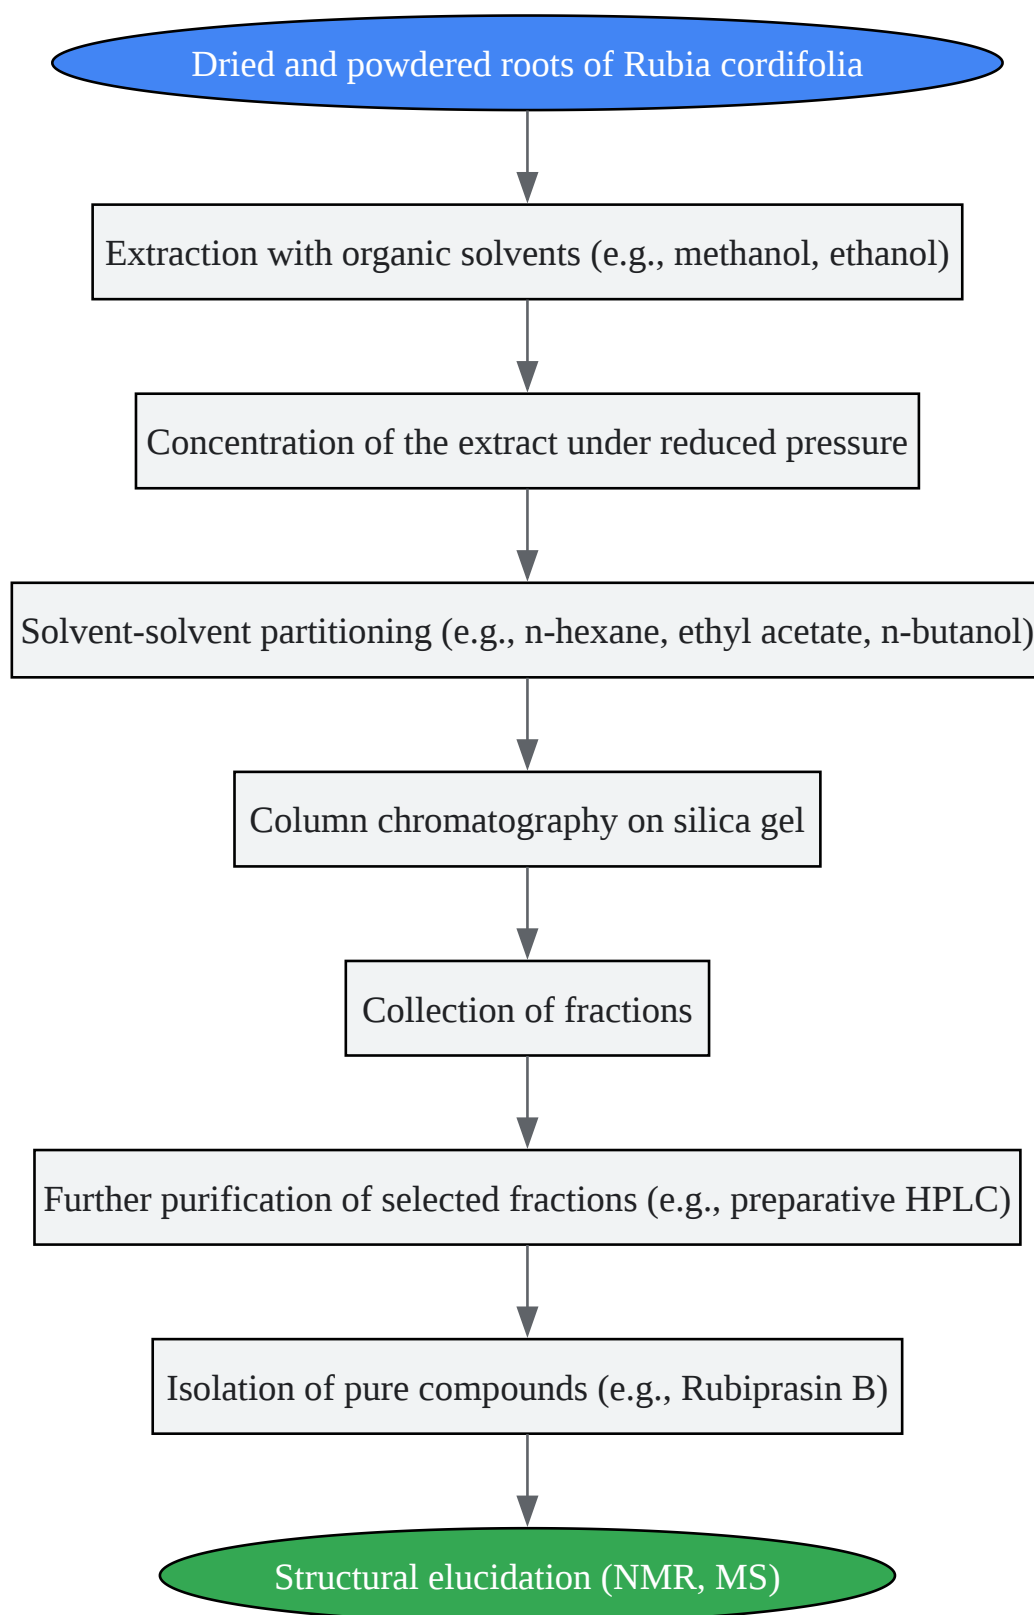 Dried and powdered roots of Rubia cordifolia
Extraction with organic solvents (e.g., methanol, ethanol)
Concentration of the extract under reduced pressure
Solvent-solvent partitioning (e.g., n-hexane, ethyl acetate, n-butanol)
Column chromatography on silica gel
Collection of fractions
Further purification of selected fractions (e.g., preparative HPLC)
Isolation of pure compounds (e.g., Rubiprasin B)
Structural elucidation (NMR, MS)